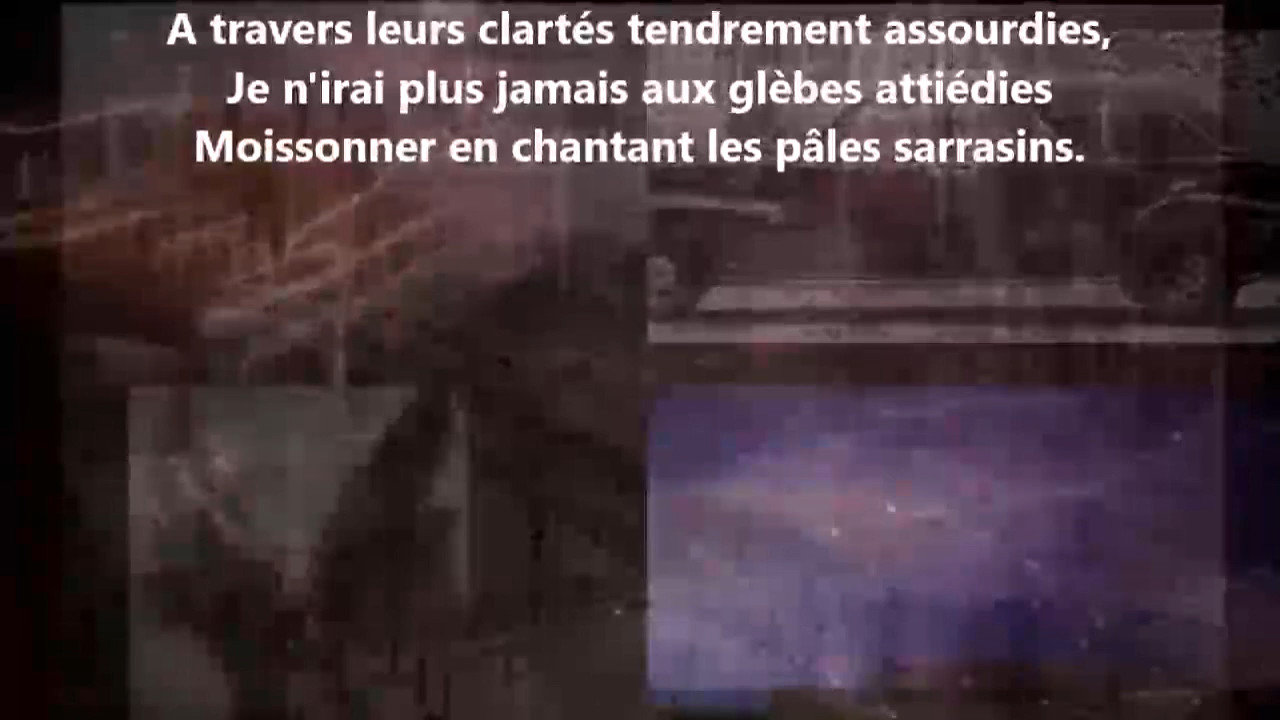 A travers leurs clartés tendrement assourdies,
Je n'irai plus jamais aux glèbes attiédies
Moissonner en chantant les pâles sarrasins.